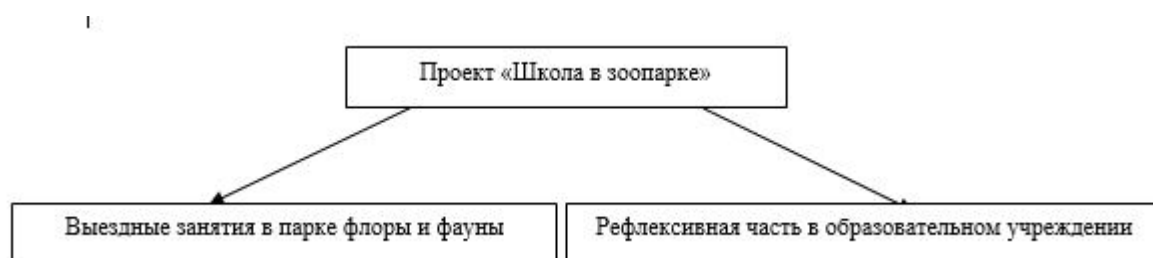 Проект «Школа в зоопарке»
Выездные занятия в парке флоры и фауны
Рефлексивная часть в образовательном учреждении